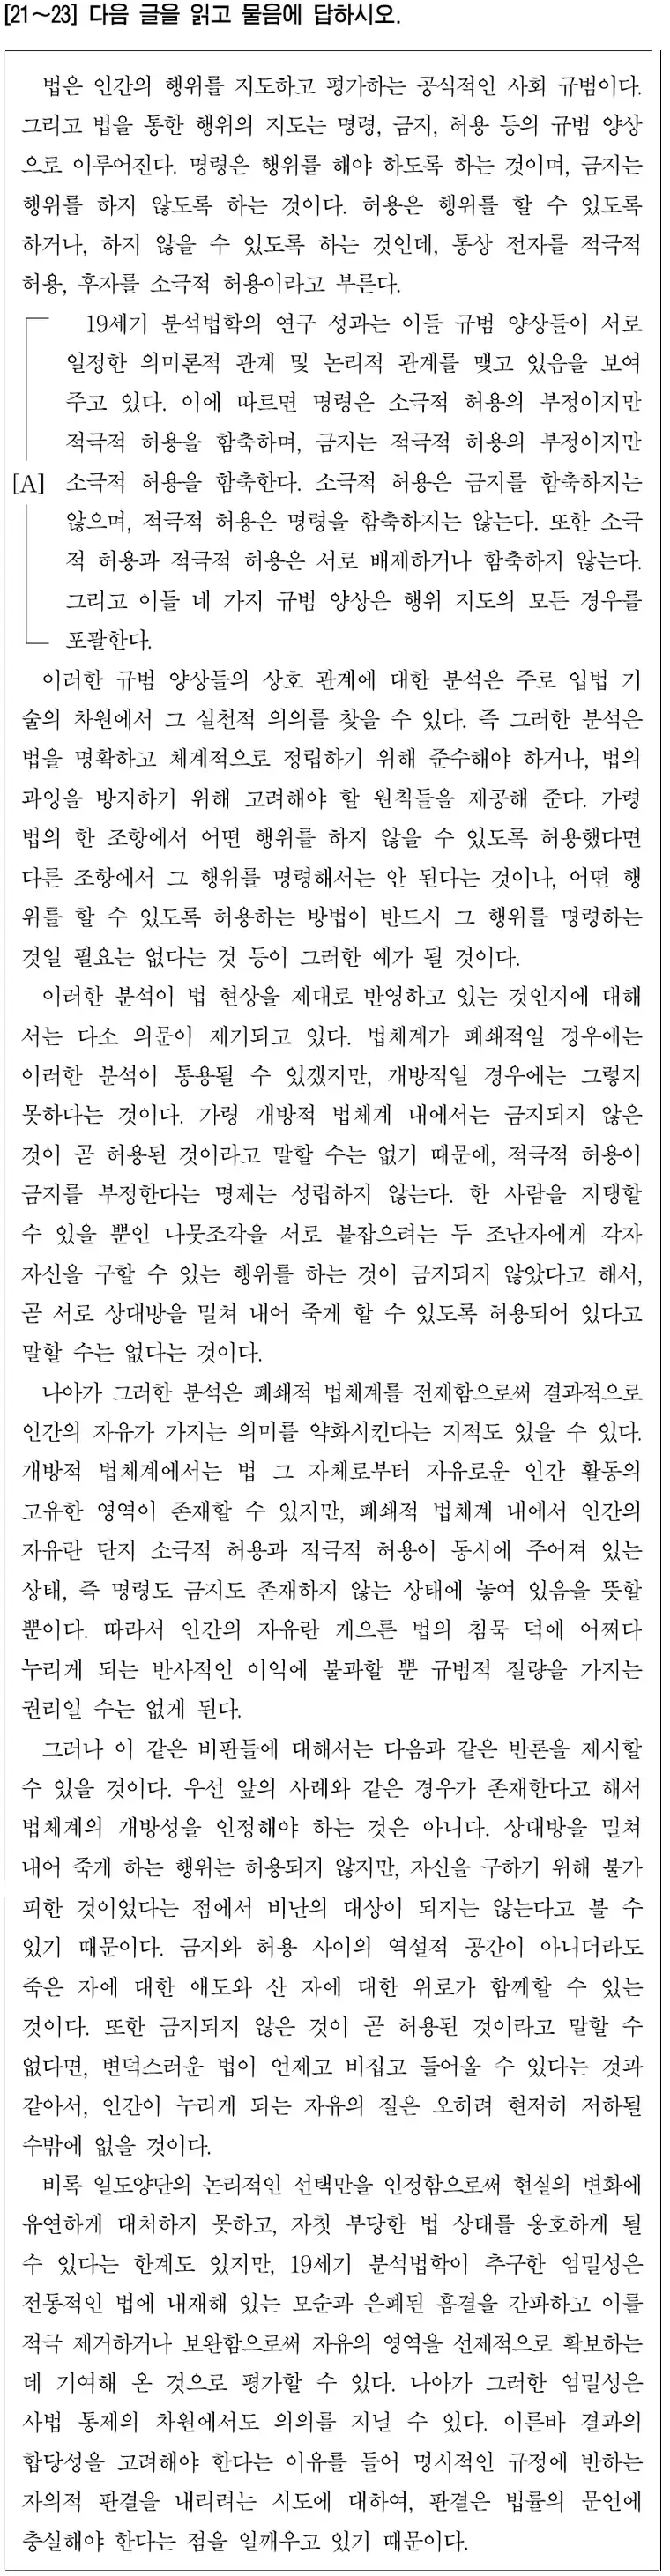 [21～23] 다음 글을 읽고 물음에 답하시오.
법은 인간의 행위를 지도하고 평가하는 공식적인 사회 규범이다.
그리고 법을 통한 행위의 지도는 명령, 금지, 허용 등의 규범 양상
으로 이루어진다. 명령은 행위를 해야 하도록 하는 것이며, 금지는
행위를 하지 않도록 하는 것이다. 허용은 행위를 할 수 있도록
하거나, 하지 않을 수 있도록 하는 것인데, 통상 전자를 적극적
허용, 후자를 소극적 허용이라고 부른다.
19세기 분석법학의 연구 성과는 이들 규범 양상들이 서로
일정한 의미론적 관계 및 논리적 관계를 맺고 있음을 보여
주고 있다. 이에 따르면 명령은 소극적 허용의 부정이지만
적극적 허용을 함축하며, 금지는 적극적 허용의 부정이지만
[A] 소극적 허용을 함축한다. 소극적 허용은 금지를 함축하지는
않으며, 적극적 허용은 명령을 함축하지는 않는다. 또한 소극
적 허용과 적극적 허용은 서로 배제하거나 함축하지 않는다.
그리고 이들 네 가지 규범 양상은 행위 지도의 모든 경우를
포괄한다.
이러한 규범 양상들의 상호 관계에 대한 분석은 주로 입법 기
술의 차원에서 그 실천적 의의를 찾을 수 있다. 즉 그러한 분석은
법을 명확하고 체계적으로 정립하기 위해 준수해야 하거나, 법의
과잉을 방지하기 위해 고려해야 할 원칙들을 제공해 준다. 가령
법의 한 조항에서 어떤 행위를 하지 않을 수 있도록 허용했다면
다른 조항에서 그 행위를 명령해서는 안 된다는 것이나, 어떤 행
위를 할 수 있도록 허용하는 방법이 반드시 그 행위를 명령하는
것일 필요는 없다는 것 등이 그러한 예가 될 것이다.
이러한 분석이 법 현상을 제대로 반영하고 있는 것인지에 대해
서는 다소 의문이 제기되고 있다. 법체계가 폐쇄적일 경우에는
이러한 분석이 통용될 수 있겠지만, 개방적일 경우에는 그렇지
못하다는 것이다. 가령 개방적 법체계 내에서는 금지되지 않은
것이 곧 허용된 것이라고 말할 수는 없기 때문에, 적극적 허용이
금지를 부정한다는 명제는 성립하지 않는다. 한 사람을 지탱할
수 있을 뿐인 나뭇조각을 서로 붙잡으려는 두 조난자에게 각자
자신을 구할 수 있는 행위를 하는 것이 금지되지 않았다고 해서,
곧 서로 상대방을 밀쳐 내어 죽게 할 수 있도록 허용되어 있다고
말할 수는 없다는 것이다.
나아가 그러한 분석은 폐쇄적 법체계를 전제함으로써 결과적으로
인간의 자유가 가지는 의미를 약화시킨다는 지적도 있을 수 있다.
개방적 법체계에서는 법 그 자체로부터 자유로운 인간 활동의
고유한 영역이 존재할 수 있지만, 폐쇄적 법체계 내에서 인간의
자유란 단지 소극적 허용과 적극적 허용이 동시에 주어져 있는
상태, 즉 명령도 금지도 존재하지 않는 상태에 놓여 있음을 뜻할
뿐이다. 따라서 인간의 자유란 게으른 법의 침묵 덕에 어쩌다
누리게 되는 반사적인 이익에 불과할 뿐 규범적 질량을 가지는
권리일 수는 없게 된다.
그러나 이 같은 비판들에 대해서는 다음과 같은 반론을 제시할
수 있을 것이다. 우선 앞의 사례와 같은 경우가 존재한다고 해서
법체계의 개방성을 인정해야 하는 것은 아니다. 상대방을 밀쳐
내어 죽게 하는 행위는 허용되지 않지만, 자신을 구하기 위해 불가
피한 것이었다는 점에서 비난의 대상이 되지는 않는다고 볼 수
있기 때문이다. 금지와 허용 사이의 역설적 공간이 아니더라도
죽은 자에 대한 애도와 산 자에 대한 위로가 함께할 수 있는
것이다. 또한 금지되지 않은 것이 곧 허용된 것이라고 말할 수
없다면, 변덕스러운 법이 언제고 비집고 들어올 수 있다는 것과
같아서, 인간이 누리게 되는 자유의 질은 오히려 현저히 저하될
수밖에 없을 것이다.
비록 일도양단의 논리적인 선택만을 인정함으로써 현실의 변화에
유연하게 대처하지 못하고, 자칫 부당한 법 상태를 옹호하게 될
수 있다는 한계도 있지만, 19세기 분석법학이 추구한 엄밀성은
전통적인 법에 내재해 있는 모순과 은폐된 흠결을 간파하고 이를
적극 제거하거나 보완함으로써 자유의 영역을 선제적으로 확보하는
데 기여해 온 것으로 평가할 수 있다. 나아가 그러한 엄밀성은
사법 통제의 차원에서도 의의를 지닐 수 있다. 이른바 결과의
합당성을 고려해야 한다는 이유를 들어 명시적인 규정에 반하는
자의적 판결을 내리려는 시도에 대하여, 판결은 법률의 문언에
충실해야 한다는 점을 일깨우고 있기 때문이다.